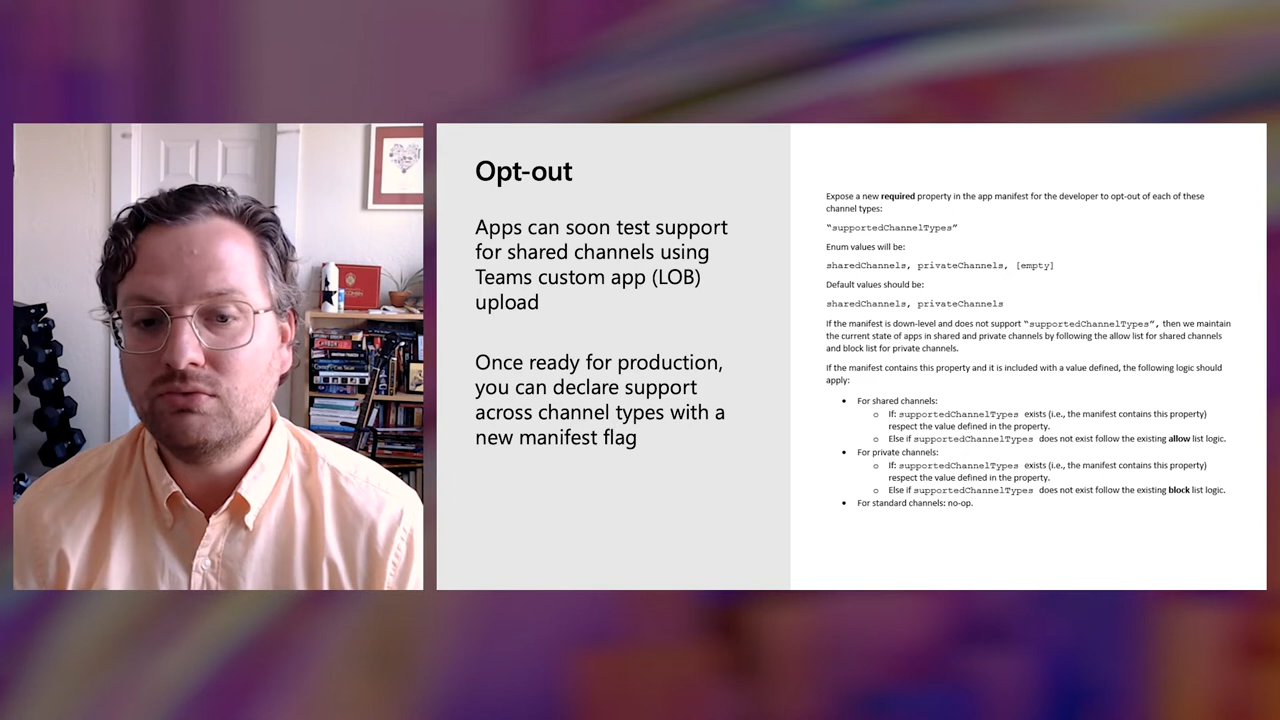 Opt-out
Apps can soon test support
for shared channels using
Teams custom app (LOB)
upload
Once ready for production,
you can declare support
across channel types with a
new manifest flag
Expose a new required property in the app manifest for the developer to opt-out of each of these
channel types:
“supportedChannelTypes”
Enum values will be:
sharedChannels, privateChannels, [empty]
Default values should be:
sharedChannels, privateChannels
If the manifest is down-level and does not support “supportedChannelTypes”, then we maintain
the current state of apps in shared and private channels by following the allow list for shared channels
and block list for private channels.
If the manifest contains this property and it is included with a value defined, the following logic should
apply:
• For shared channels:
o If: supportedChannelTypes exists (i.e., the manifest contains this property)
respect the value defined in the property.
o Else if supportedChannelTypes does not exist follow the existing allow list logic.
• For private channels:
o If: supportedChannelTypes exists (i.e., the manifest contains this property)
respect the value defined in the property.
o Else if supportedChannelTypes does not exist follow the existing block list logic.
• For standard channels: no-op.